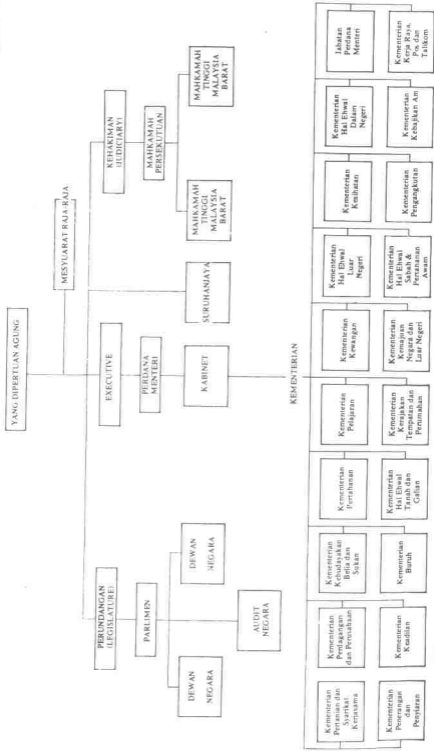 YANG DIPERTUAN AGUNG
MESYUARAT RAJA-RAJA
PERUNDANGAN
(LEGISLATURE)
EXECUTIVE
KEHAKIMAN
(JUDICIARY)
PARLIMEN
PERDANA
MENTERI
MAHKAMAH
PERSEKUTUAN
DEWAN
NEGARA
DEWAN
NEGARA
KABINET
SURUHANJAYA
MAHKAMAH
TINGGI
MALAYSIA
BARAT
MAHKAMAH
TINGGI
MALAYSIA
BARAT
AUDIT
NEGARA
KEMENTERIAN
Kementerian
Pertanian dan
Syarikat
Kerjasama
Kementerian
Perdagangan
dan Perusahaan
Kementerian
Kebudayaan
Belia dan
Sukan
Kementerian
Pertahanan
Kementerian
Pelajaran
Kementerian
Kewangan
Kementerian
Hal Ehwal
Luar
Negeri
Kementerian
Kesihatan
Kementerian
Hal Ehwal
Dalam
Negeri
Jabatan
Perdana
Menteri
Kementerian
Penerangan
dan
Penyiaran
Kementerian
Keadilan
Kementerian
Buruh
Kementerian
Hal Ehwal
Tanah dan
Galian
Kementerian
Kerajaan
Tempatan dan
Perumahan
Kementerian
Kemajuan
Negara dan
Luar Negeri
Kementerian
Hal Ehwal
Sabah &
Pertahanan
Awam
Kementerian
Pengangkutan
Kementerian
Kebajikan Am
Kementerian
Kerja Raya,
Pos dan
Talikom